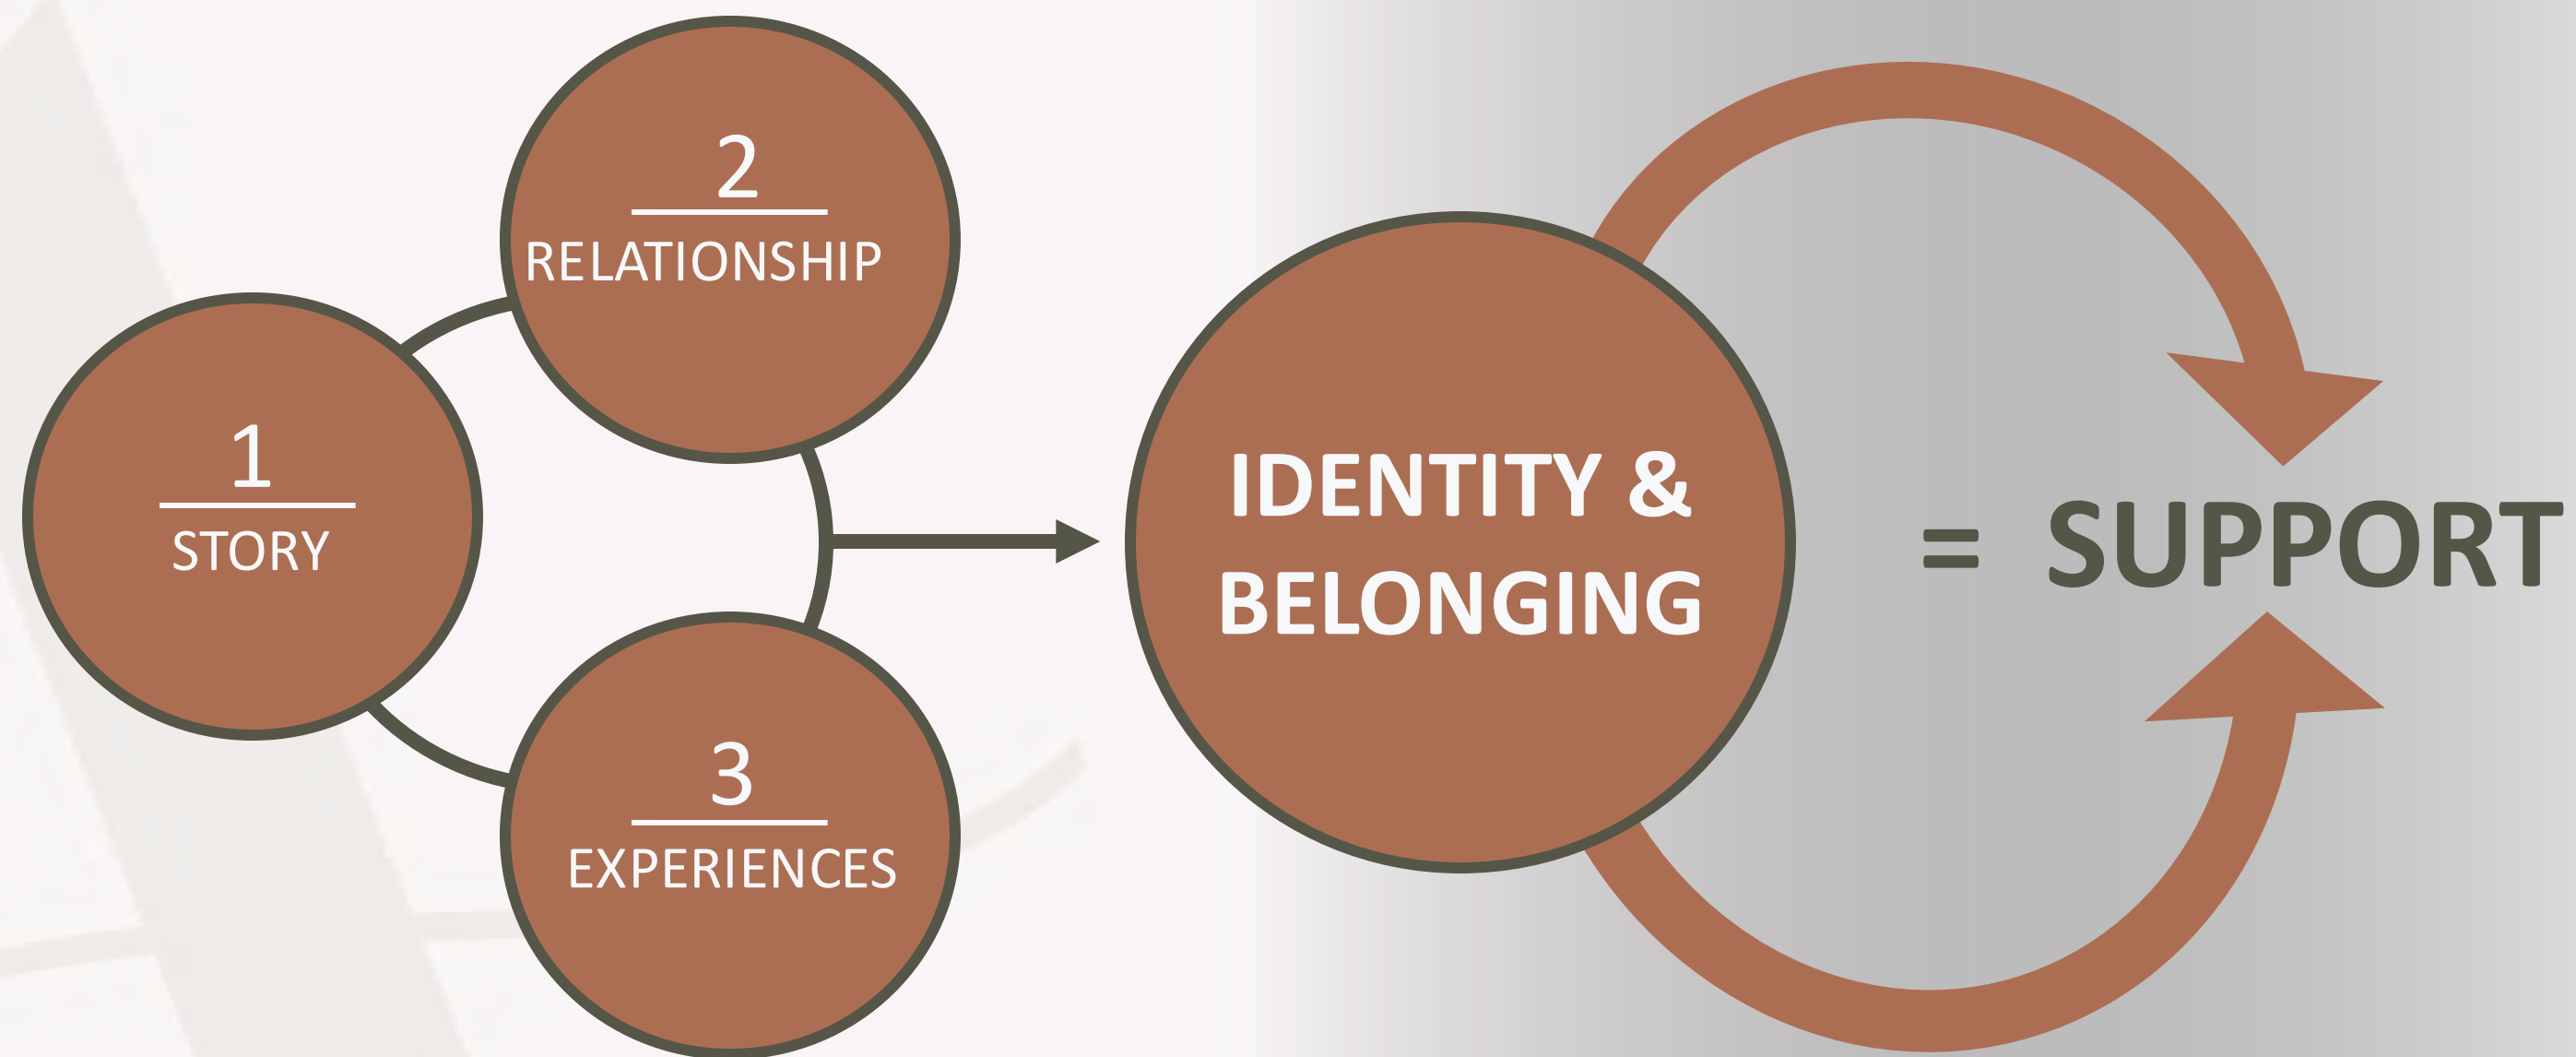 1
STORY
2
RELATIONSHIP
3
EXPERIENCES
IDENTITY &
BELONGING
= SUPPORT